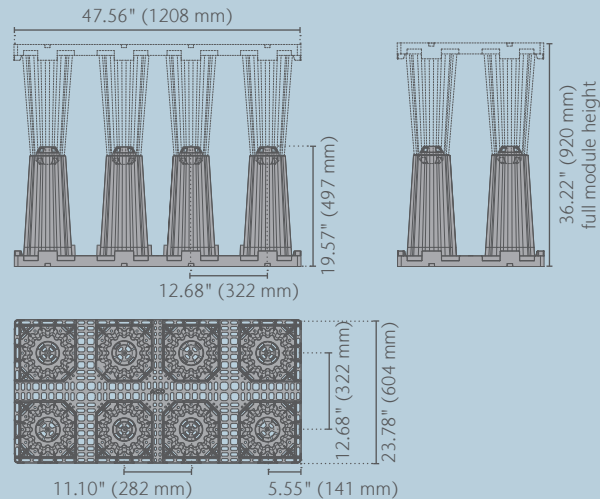 47.56" (1208 mm)
19.57" (497 mm)
36.22" (920 mm)
full module height
12.68" (322 mm)
12.68" (322 mm)
23.78" (604 mm)
11.10" (282 mm)
5.55" (141 mm)